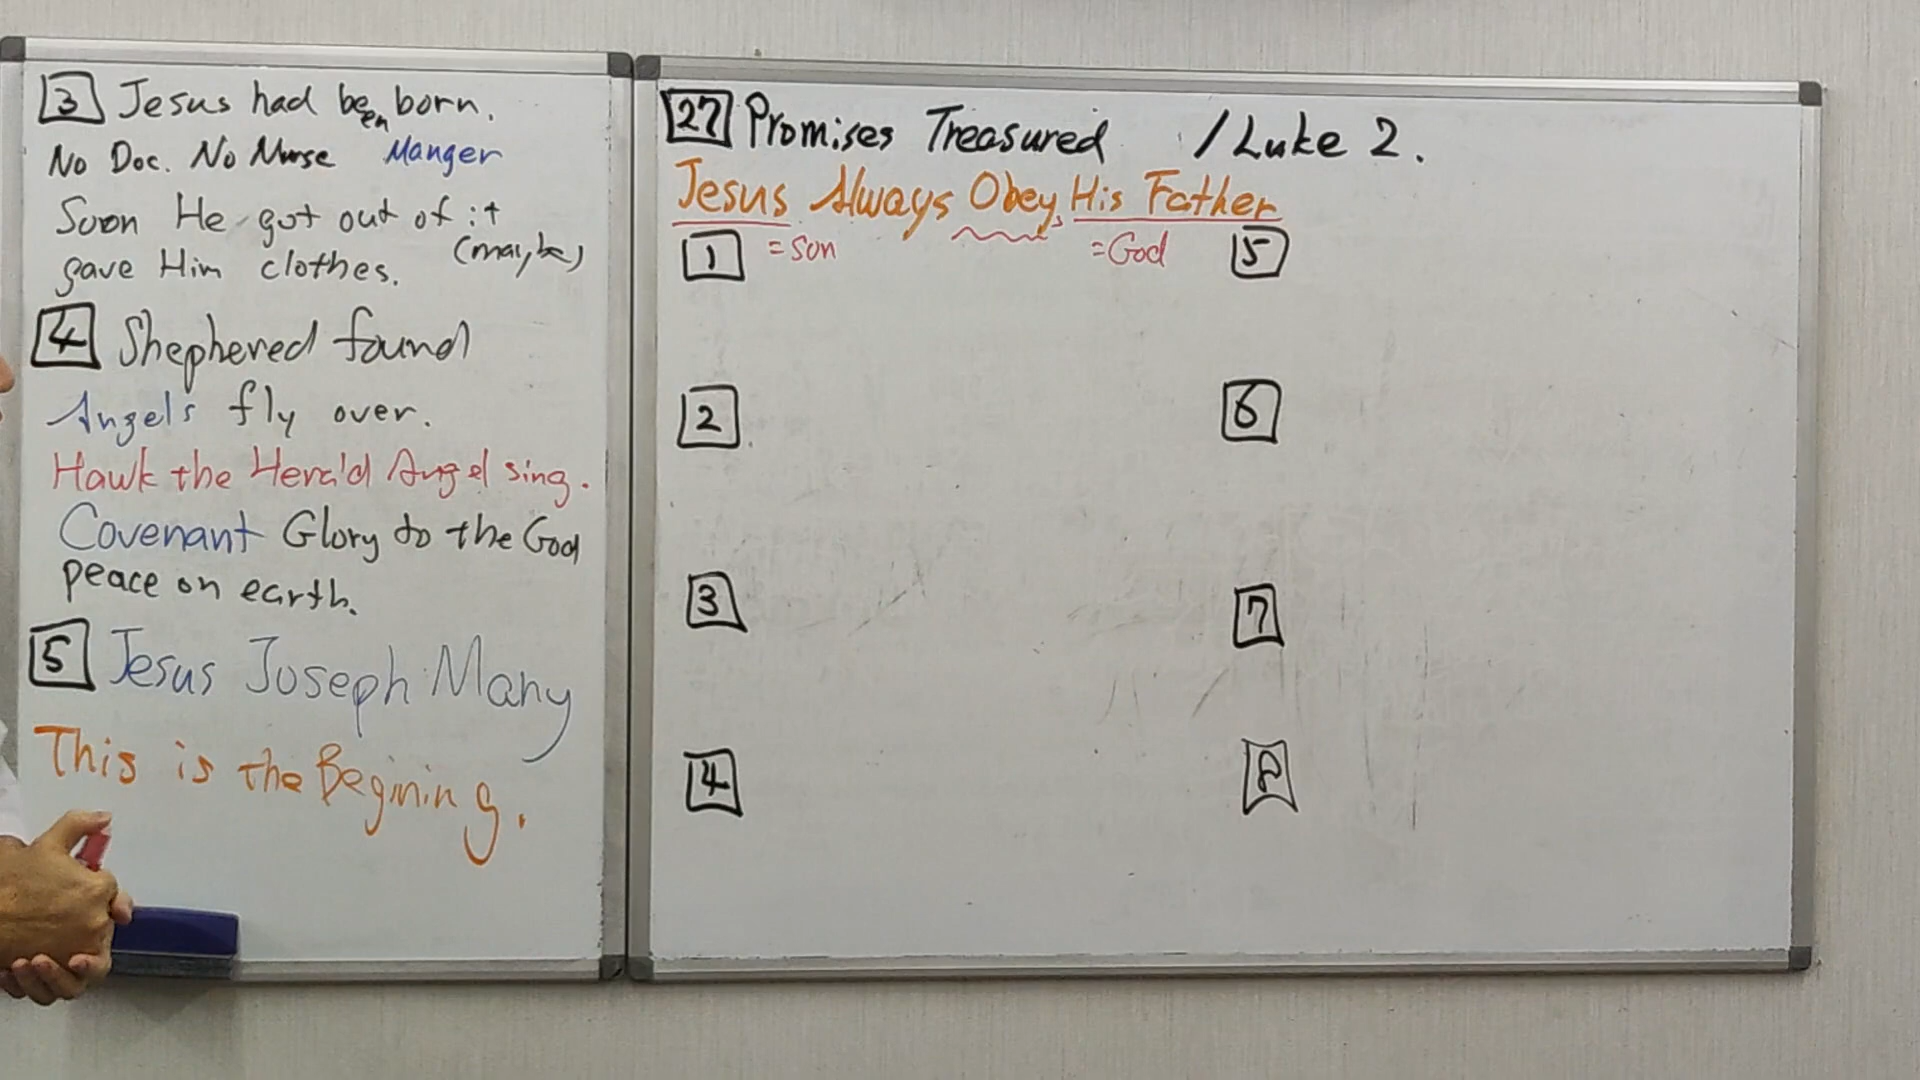 3 Jesus had been born.
No Doc. No Nurse Manger
Soon He got out of it
(maybe)
gave Him clothes.
4 Shephered found
Angels fly over.
Hawk the Herald Angel sing.
Covenant Glory to the God
peace on earth.
5 Jesus Joseph Mary
This is the Begining.
27 Promises Treasured / Luke 2.
Jesus Always Obey, His Father
=Son =God
1
2
3
4
5
6
7
8